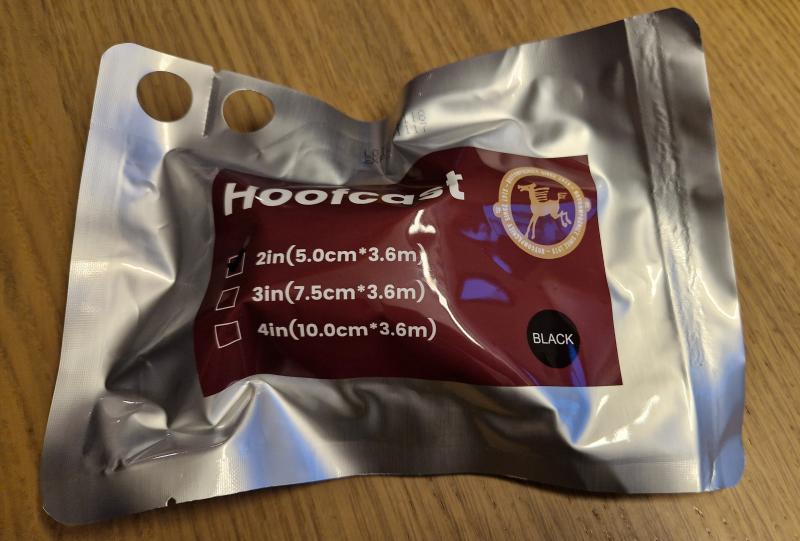 Hoofcast
2in(5.0cm*3.6m)
3in(7.5cm*3.6m)
4in(10.0cm*3.6m)
BLACK